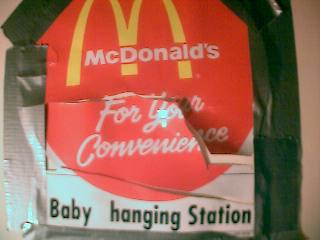 McDonald's
For Your
Convenience
Baby hanging Station